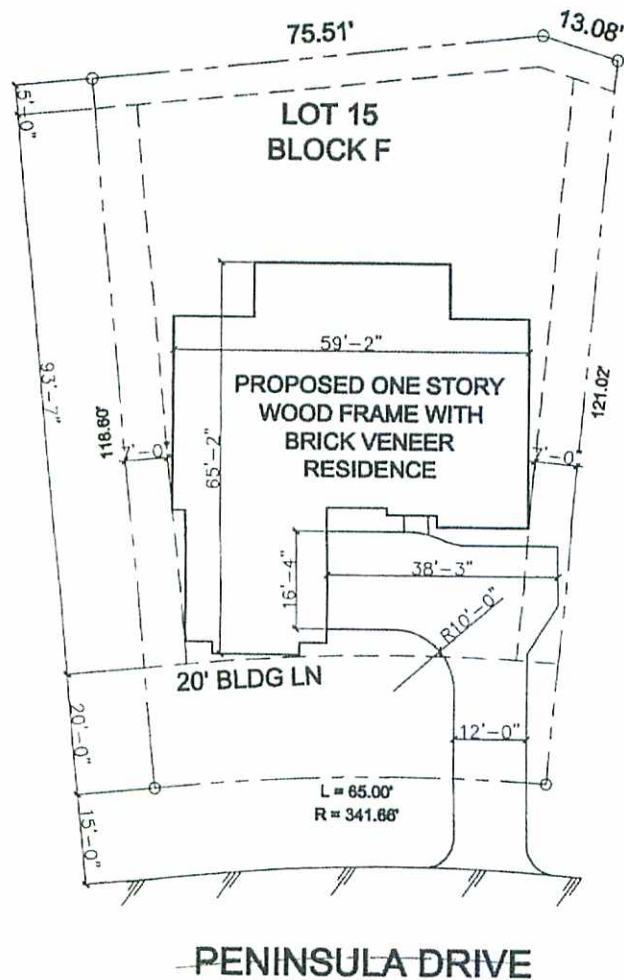 75.51'
13.08'
5'-0"
LOT 15
BLOCK F
93'-7"
118.60'
121.02'
59'-2"
PROPOSED ONE STORY
WOOD FRAME WITH
BRICK VENEER
RESIDENCE
65'-2"
7'-0"
7'-0"
16'-4"
38'-3"
R10'-0"
20' BLDG LN
20'-0"
12'-0"
L = 65.00'
R = 341.66'
15'-0"
PENINSULA DRIVE